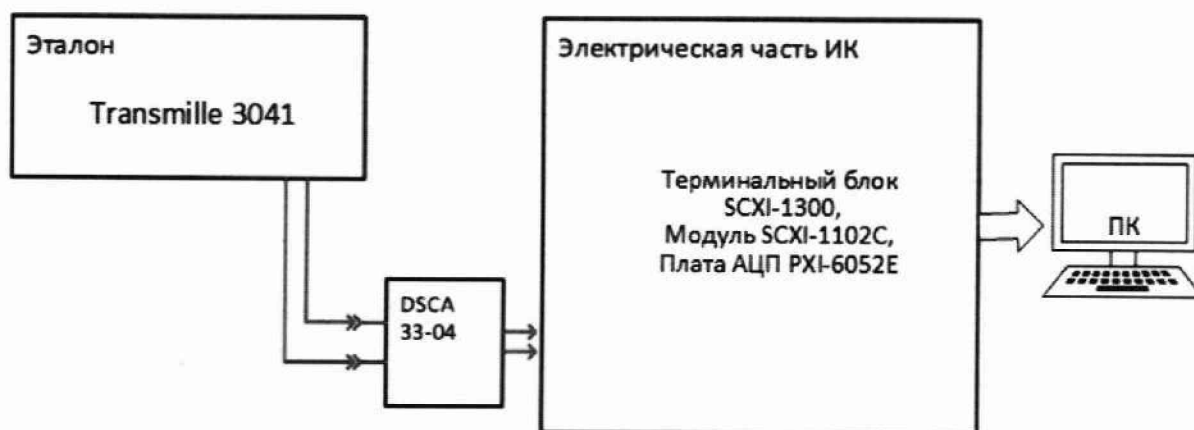 Эталон
Transmille 3041
Электрическая часть ИК
Терминальный блок
SCXI-1300,
Модуль SCXI-1102C,
Плата АЦП PXI-6052E
ПК
DSCA
33-04